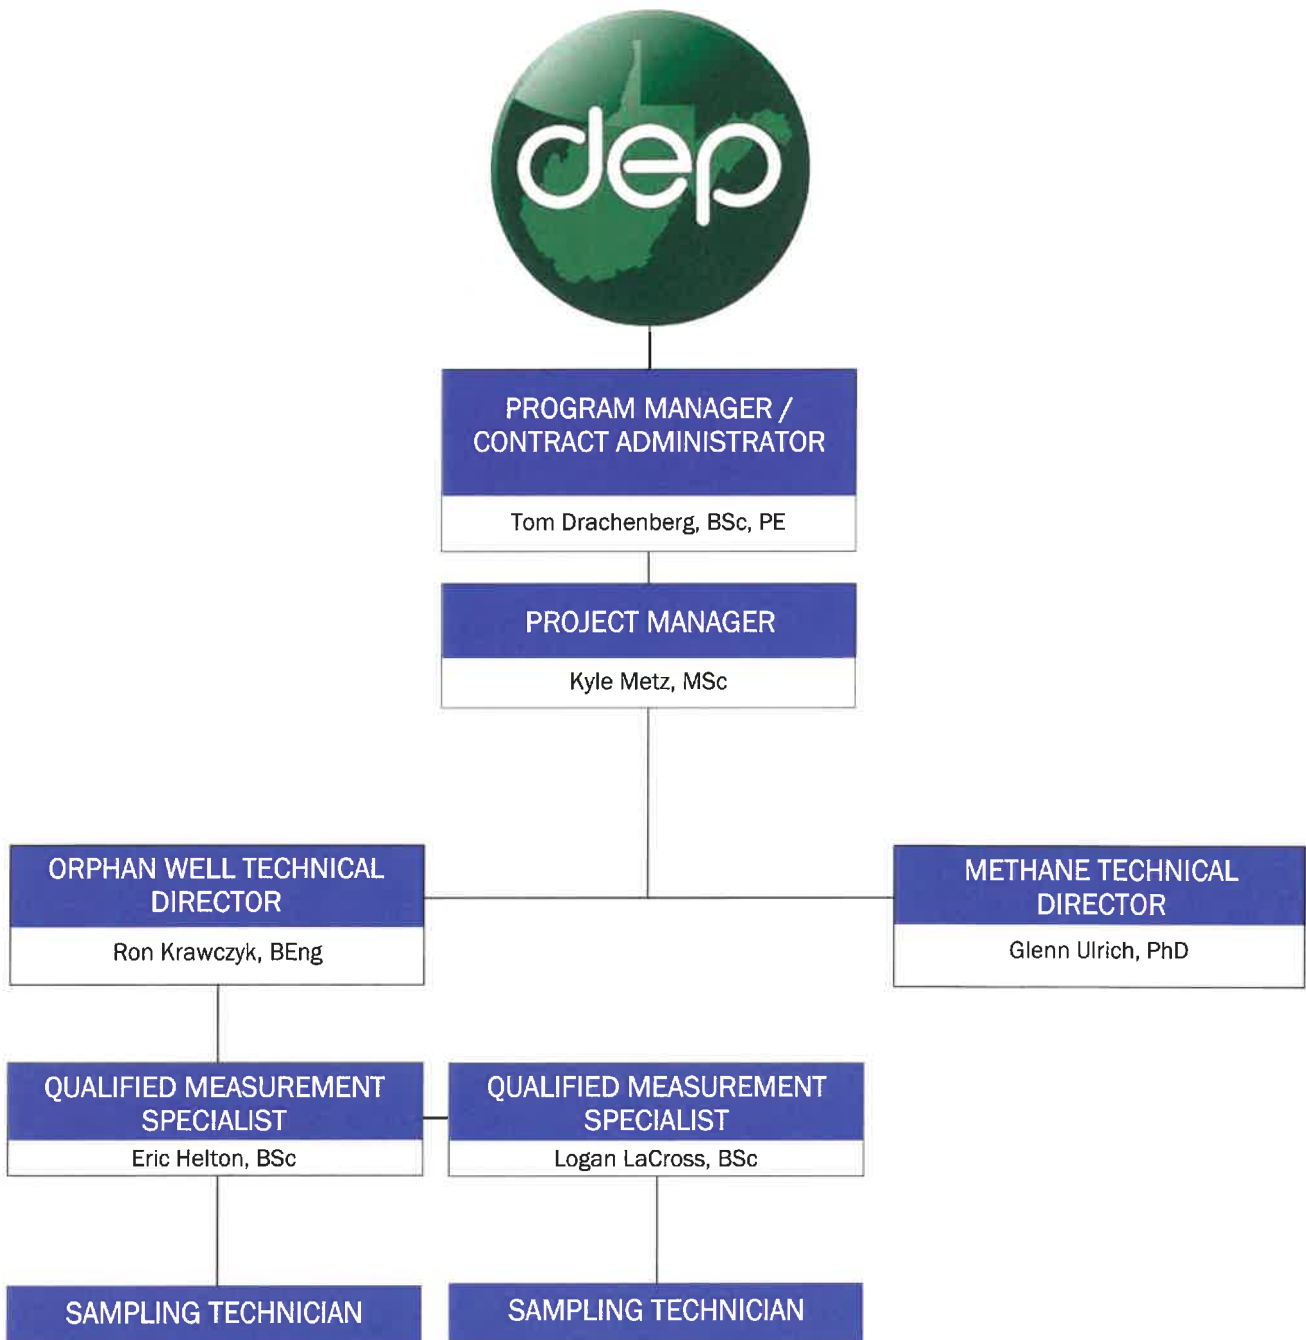 dep
PROGRAM MANAGER /
CONTRACT ADMINISTRATOR
Tom Drachenberg, BSc, PE
PROJECT MANAGER
Kyle Metz, MSc
ORPHAN WELL TECHNICAL
DIRECTOR
Ron Krawczyk, BEng
METHANE TECHNICAL
DIRECTOR
Glenn Ulrich, PhD
QUALIFIED MEASUREMENT
SPECIALIST
Eric Helton, BSc
QUALIFIED MEASUREMENT
SPECIALIST
Logan LaCross, BSc
SAMPLING TECHNICIAN
SAMPLING TECHNICIAN